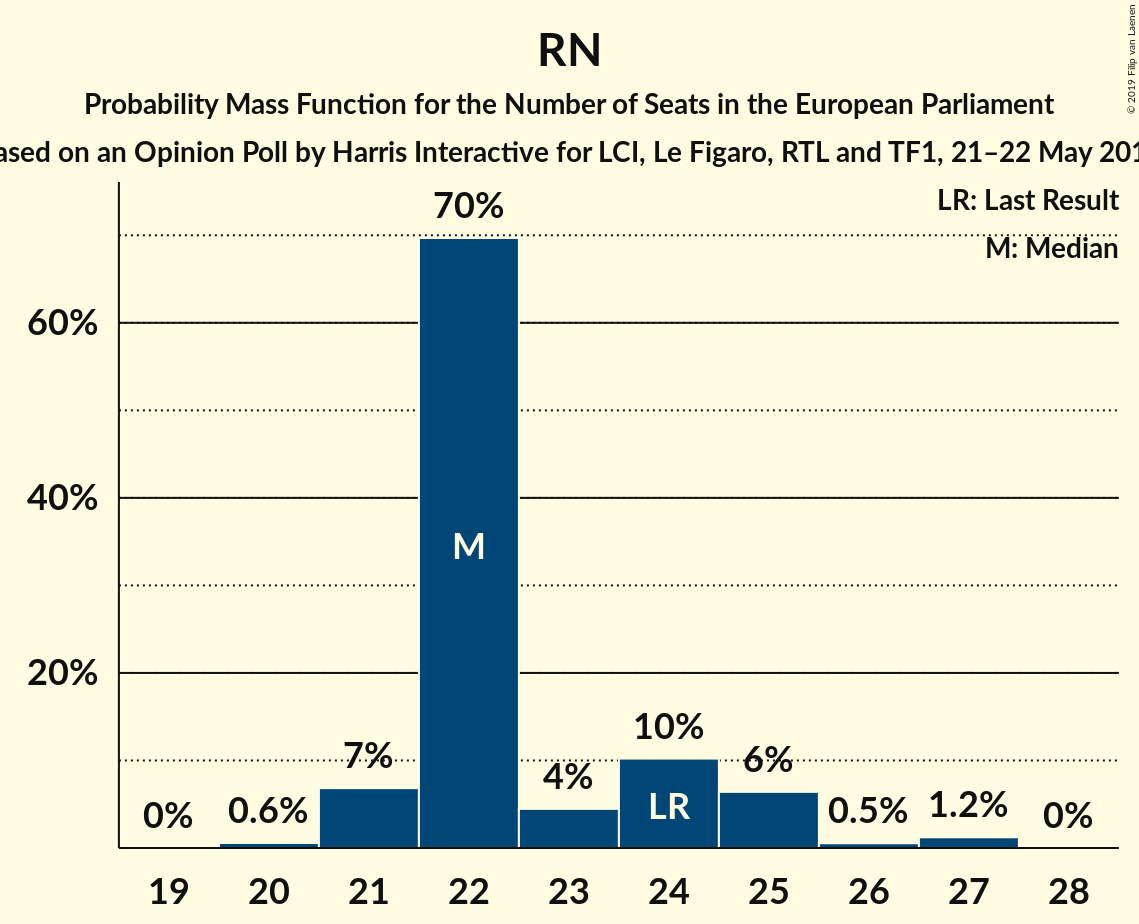 RN
Probability Mass Function for the Number of Seats in the European Parliament
ased on an Opinion Poll by Harris Interactive for LCI, Le Figaro, RTL and TF1, 21–22 May 201
© 2019 Filip van Laenen
LR: Last Result
M: Median
60%
40%
20%
0%
0.6%
7%
70%
M
4%
10%
LR
6%
0.5%
1.2%
0%
19 20 21 22 23 24 25 26 27 28